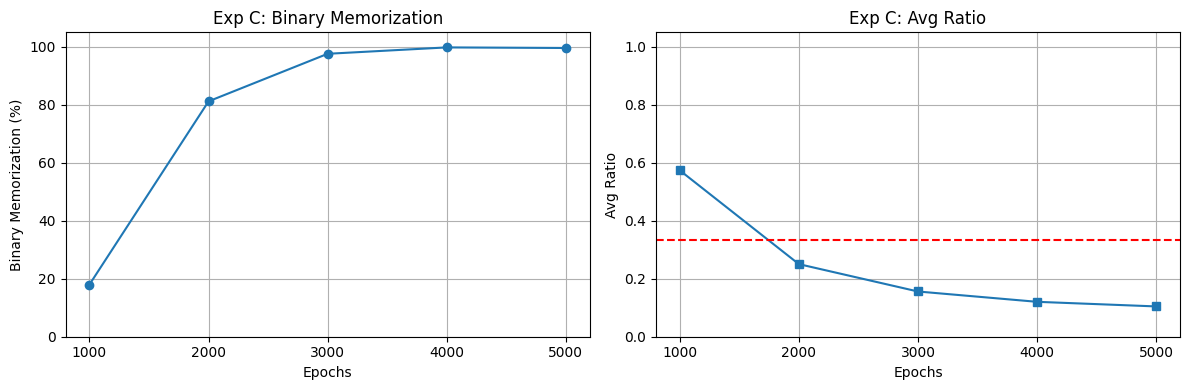 Exp C: Binary Memorization
Binary Memorization (%)
100
80
60
40
20
0
1000 2000 3000 4000 5000
Epochs
Exp C: Avg Ratio
Avg Ratio
1.0
0.8
0.6
0.4
0.2
0.0
1000 2000 3000 4000 5000
Epochs